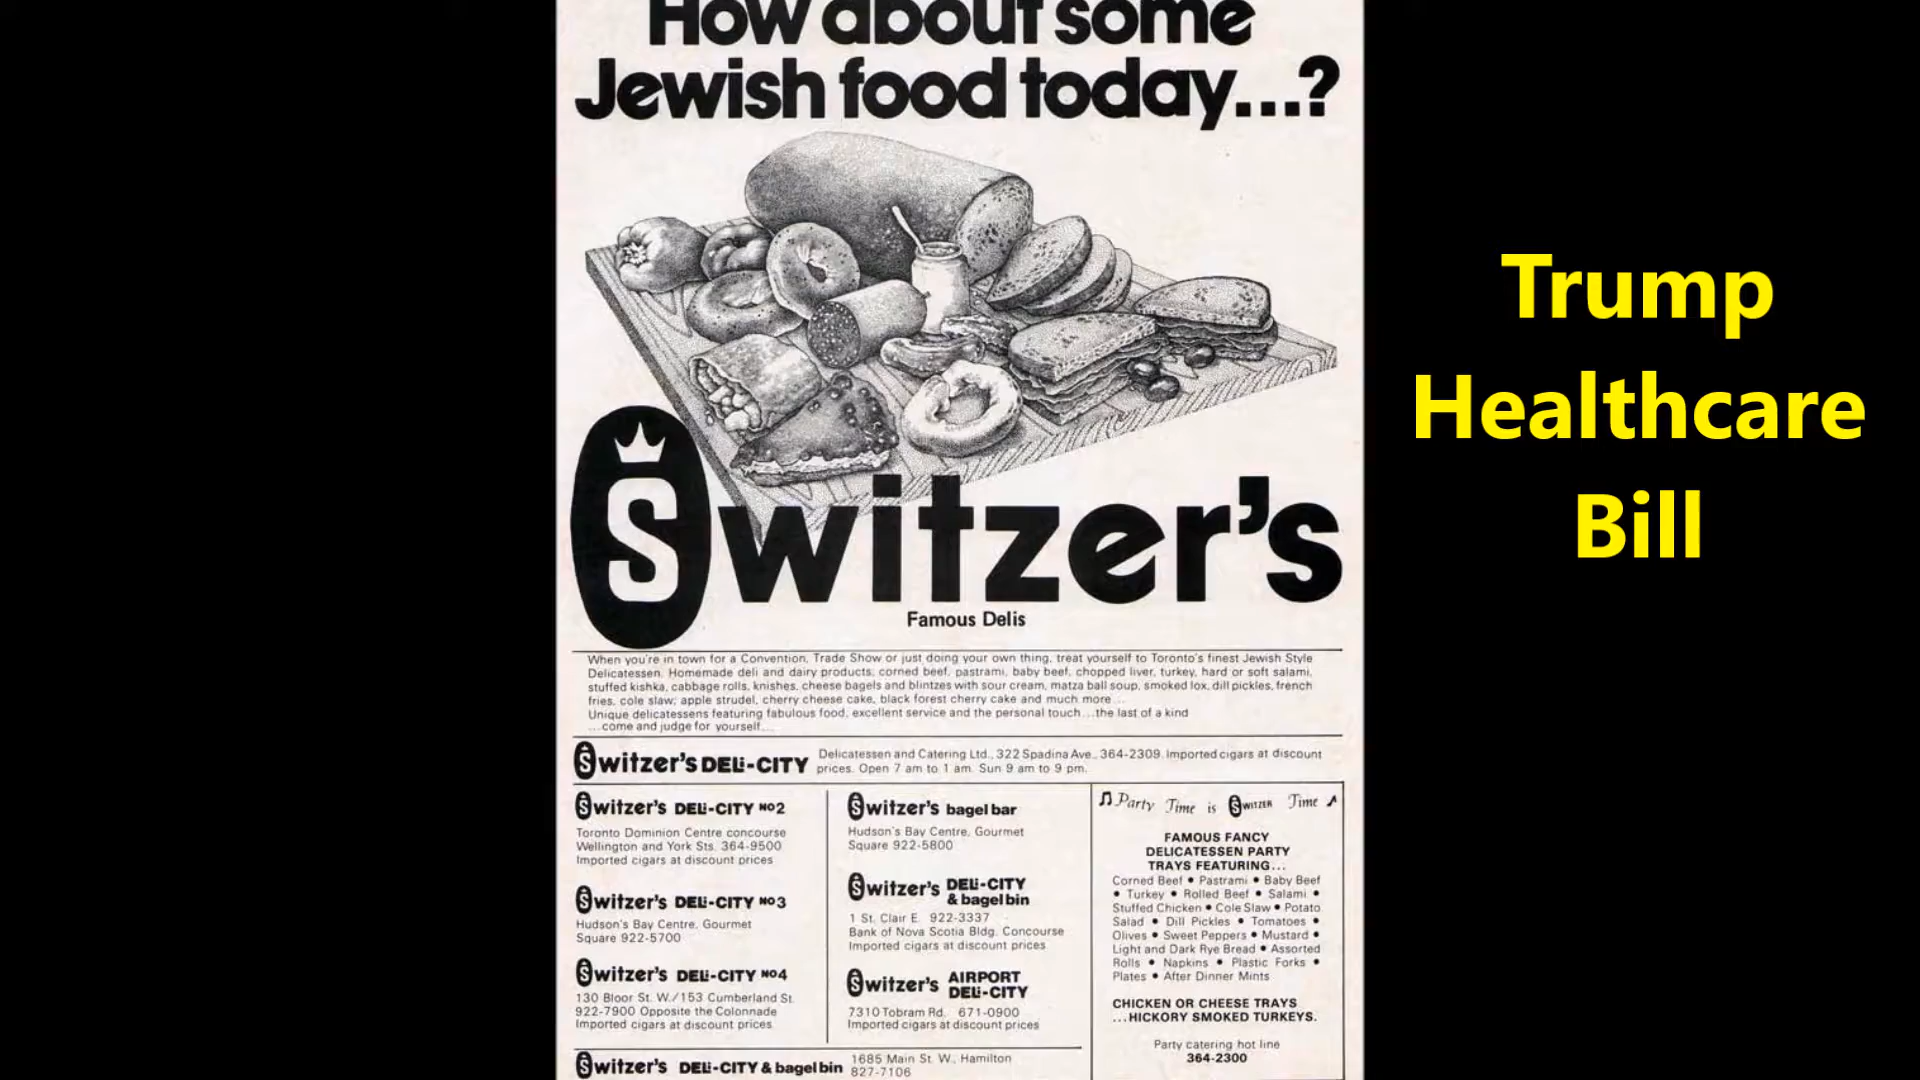 How about some
Jewish food today...?
Switzer's
Famous Delis
When you're in town for a Convention, Trade Show or just doing your own thing, treat yourself to Toronto's finest Jewish Style
Delicatessen. Homemade deli and dairy products; corned beef, pastrami, baby beef, chopped liver, turkey, hard or soft salami,
stuffed kishka, cabbage rolls, knishes, cheese bagels and blintzes with sour cream, matza ball soup, smoked lox, dill pickles, french
fries, cole slaw, apple strudel, cherry cheese cake, black forest cherry cake and much more...
Unique delicatessens featuring fabulous food, excellent service and the personal touch...the last of a kind
...come and judge for yourself...
Switzer's DELi-CITY
Delicatessen and Catering Ltd., 322 Spadina Ave., 364-2309. Imported cigars at discount
prices. Open 7 am to 1 am. Sun 9 am to 9 pm.
Switzer's DELi-CITY No2
Toronto Dominion Centre concourse
Wellington and York Sts. 364-9500
Imported cigars at discount prices
Switzer's DELi-CITY No3
Hudson's Bay Centre, Gourmet
Square 922-5700
Switzer's DELi-CITY No4
130 Bloor St. W./153 Cumberland St.
922-7900 Opposite the Colonnade
Imported cigars at discount prices
Switzer's bagel bar
Hudson's Bay Centre, Gourmet
Square 922-5800
Switzer's DELi-CITY
& bagel bin
1 St. Clair E. 922-3337
Bank of Nova Scotia Bldg. Concourse
Imported cigars at discount prices
Switzer's AIRPORT
DELi-CITY
7310 Tobram Rd. 671-0900
Imported cigars at discount prices
Switzer's DELi-CITY & bagel bin
1685 Main St. W., Hamilton
827-7106
Party Time is SWITZER Time
FAMOUS FANCY
DELICATESSEN PARTY
TRAYS FEATURING...
Corned Beef • Pastrami • Baby Beef
• Turkey • Rolled Beef • Salami •
Stuffed Chicken • Cole Slaw • Potato
Salad • Dill Pickles • Tomatoes •
Olives • Sweet Peppers • Mustard •
Light and Dark Rye Bread • Assorted
Rolls • Napkins • Plastic Forks •
Plates • After Dinner Mints
CHICKEN OR CHEESE TRAYS
...HICKORY SMOKED TURKEYS.
Party catering hot line
364-2300
Trump
Healthcare
Bill